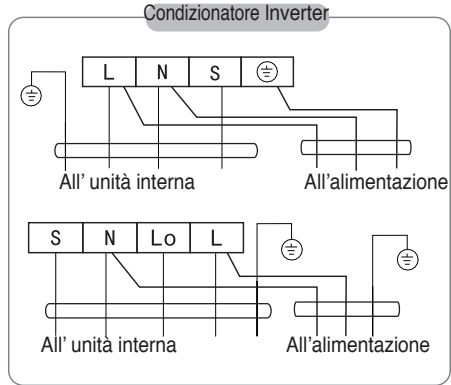 Condizionatore Inverter
L N S
All' unità interna
All'alimentazione
S N Lo L
All' unità interna
All'alimentazione